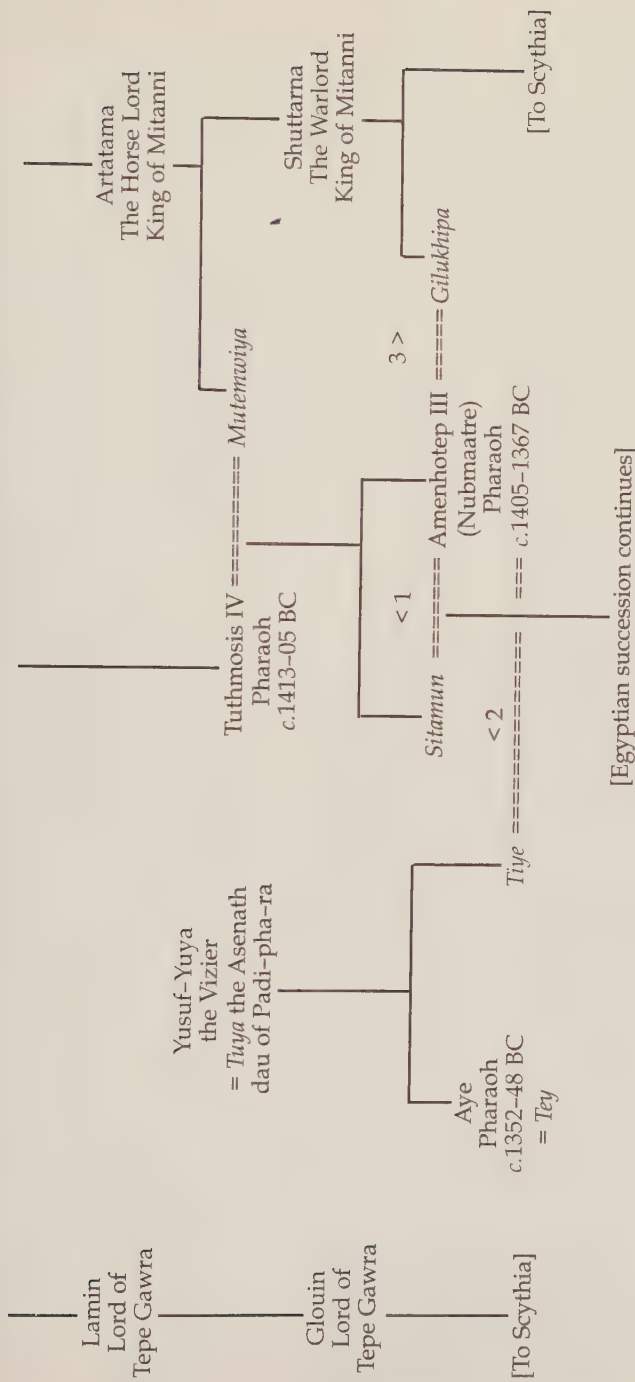 Lamin
Lord of
Tepe Gawra
Glouin
Lord of
Tepe Gawra
[To Scythia]
Yusuf-Yuya
the Vizier
= Tuya the Asenath
dau of Padi-pha-ra
Aye
Pharaoh
c.1352–48 BC
= Tey
Artatama
The Horse Lord
King of Mitanni
Tuthmosis IV ========= Mutemwiya
Pharaoh
c.1413–05 BC
Shuttarna
The Warlord
King of Mitanni
< 1
3 >
Sitamun ======= Amenhotep III ===== Gilukhipa
(Nubmaatre)
Pharaoh
< 2
Tiye =============== === c.1405–1367 BC
[To Scythia]
[Egyptian succession continues]